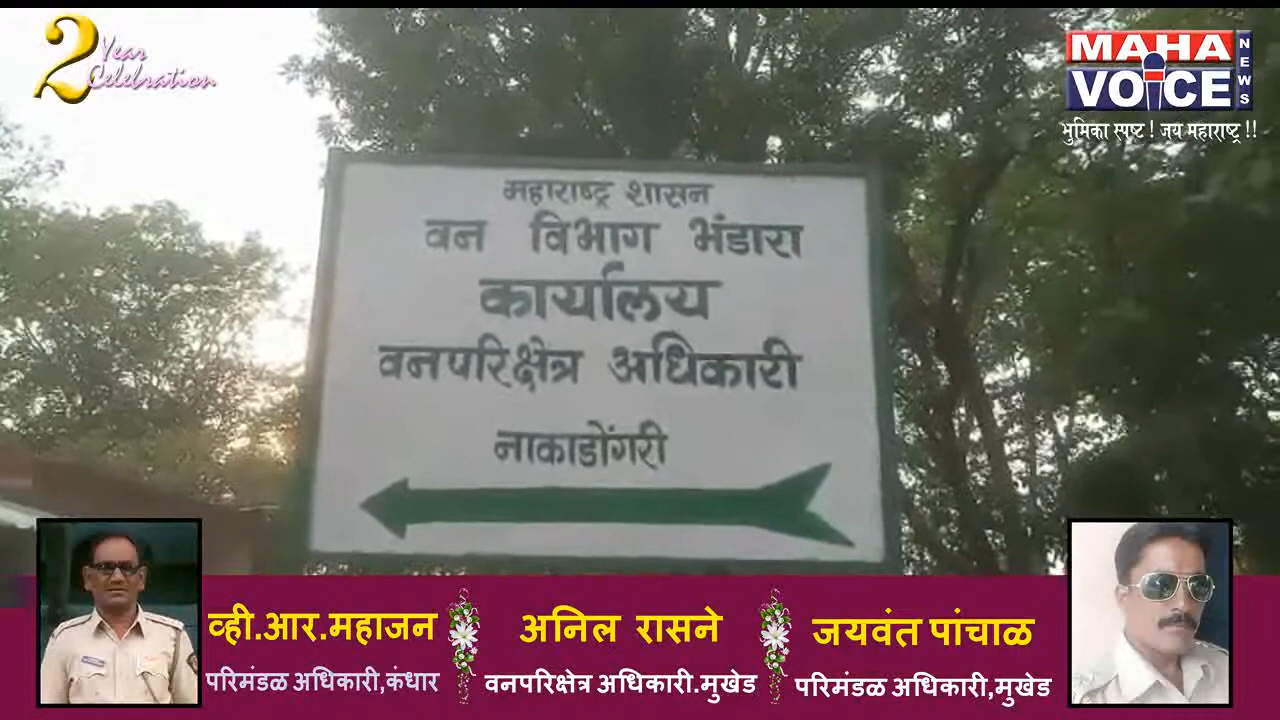 2 Year
Celebration
MAHA
VOICE
NEWS
भुमिका स्पष्ट ! जय महाराष्ट्र !!
महाराष्ट्र शासन
वन विभाग भंडारा
कार्यालय
वनपरिक्षेत्र अधिकारी
नाकाडोंगरी
व्ही.आर.महाजन
परिमंडळ अधिकारी,कंधार
अनिल रासने
वनपरिक्षेत्र अधिकारी.मुखेड
जयवंत पांचाळ
परिमंडळ अधिकारी,मुखेड